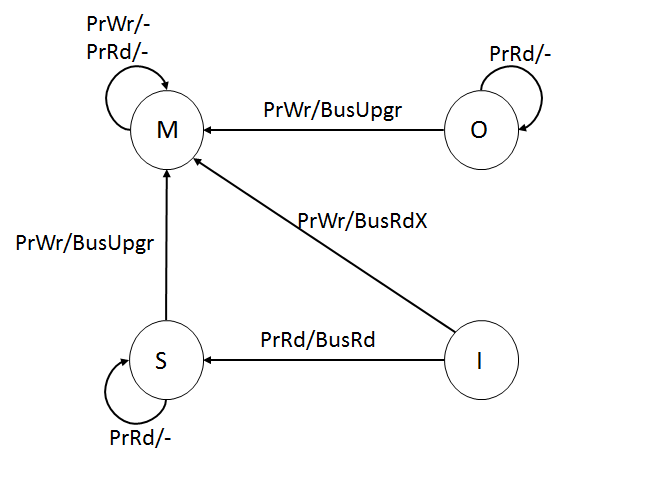 PrWr/-
PrRd/-
PrRd/-
M
PrWr/BusUpgr
O
PrWr/BusRdX
PrWr/BusUpgr
S
PrRd/BusRd
I
PrRd/-